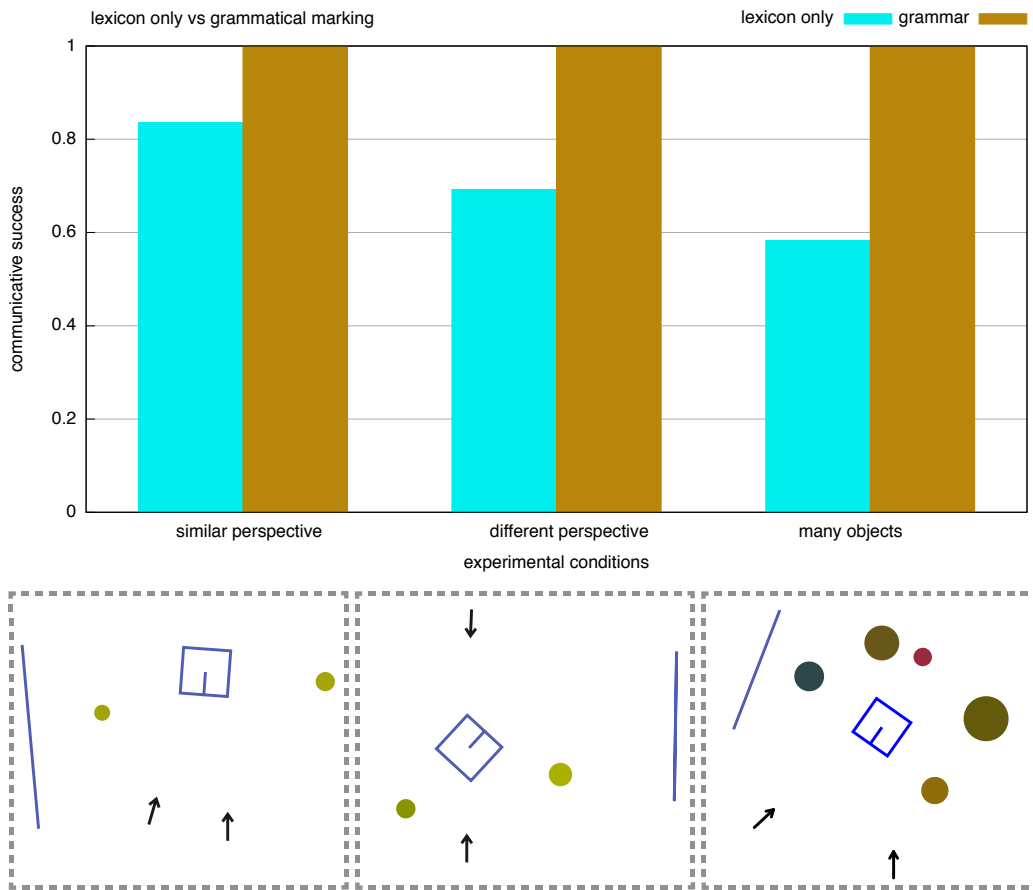 lexicon only vs grammatical marking
lexicon only
grammar
1
0.8
0.6
0.4
0.2
0
communicative success
similar perspective
different perspective
many objects
experimental conditions